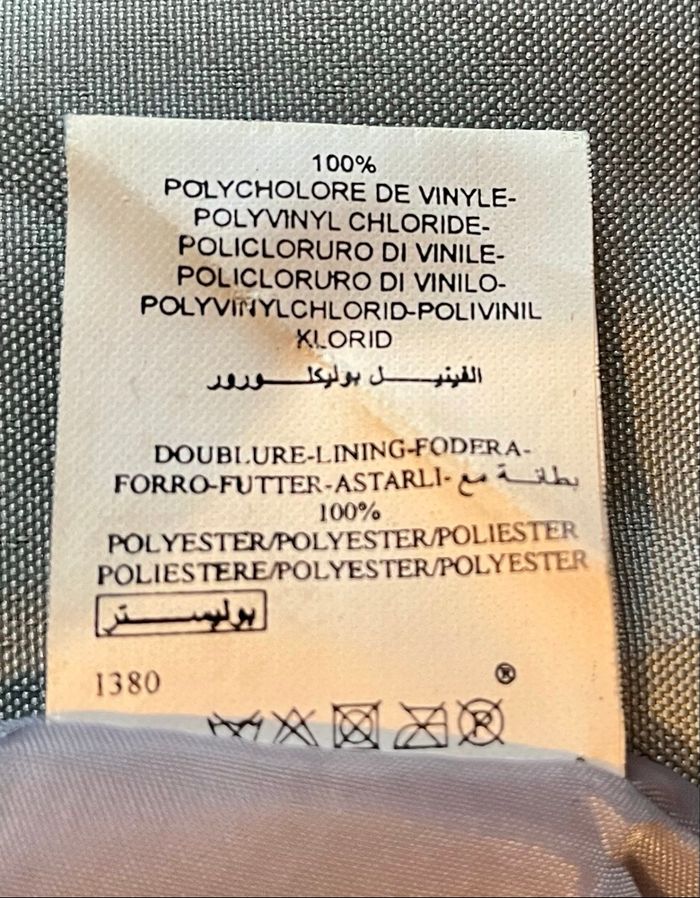 100%
POLYCHOLORE DE VINYLE-
POLYVINYL CHLORIDE-
POLICLORURO DI VINILE-
POLICLORURO DI VINILO-
POLYVINYLCHLORID-POLIVINIL
KLORID
الفينيل بوليكلورور
DOUBLURE-LINING-FODERA-
FORRO-FUTTER-ASTARLI- بطانة مع
100%
POLYESTER/POLYESTER/POLIESTER
POLIESTERE/POLYESTER/POLYESTER
بوليستر
1380
®
P